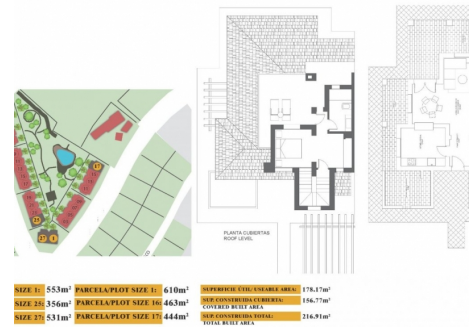 PLANTA CUBIERTAS
ROOF LEVEL
SIZE 1: 553m² PARCELA/PLOT SIZE 1: 610m²
SIZE 25: 356m² PARCELA/PLOT SIZE 16: 463m²
SIZE 27: 531m² PARCELA/PLOT SIZE 17: 444m²
SUPERFICIE ÚTIL/ USEABLE AREA: 178.17m²
SUP. CONSTRUIDA CUBIERTA: 156.77m²
COVERED BUILT AREA
SUP. CONSTRUIDA TOTAL: 216.91m²
TOTAL BUILT AREA